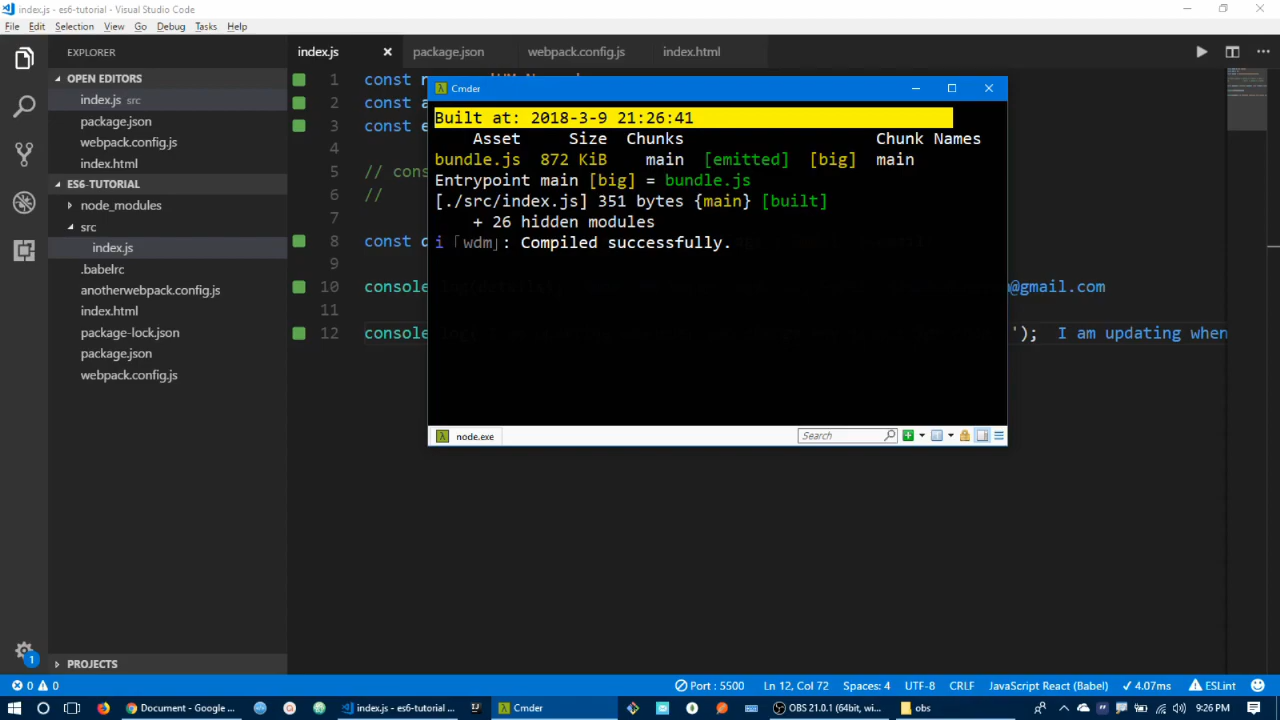 index.js - es6-tutorial - Visual Studio Code
File Edit Selection View Go Debug Tasks Help
EXPLORER
OPEN EDITORS
index.js src
package.json
webpack.config.js
index.html
ES6-TUTORIAL
node_modules
src
index.js
.babelrc
anotherwebpack.config.js
index.html
package-lock.json
package.json
webpack.config.js
PROJECTS
index.js package.json webpack.config.js index.html
1 const
2 const a
3 const e
4
5 // cons
6 //
7
8 const d
9
10 console @gmail.com
11
12 console '); I am updating when
Cmder
Built at: 2018-3-9 21:26:41
Asset Size Chunks Chunk Names
bundle.js 872 KiB main [emitted] [big] main
Entrypoint main [big] = bundle.js
[./src/index.js] 351 bytes {main} [built]
+ 26 hidden modules
i 「wdm」: Compiled successfully.
node.exe Search
0 0 Port : 5500 Ln 12, Col 72 Spaces: 4 UTF-8 CRLF JavaScript React (Babel) ✓ 4.07ms ESLint
1
Document - Google ... index.js - es6-tutorial ... Cmder OBS 21.0.1 (64bit, wi... obs 9:26 PM